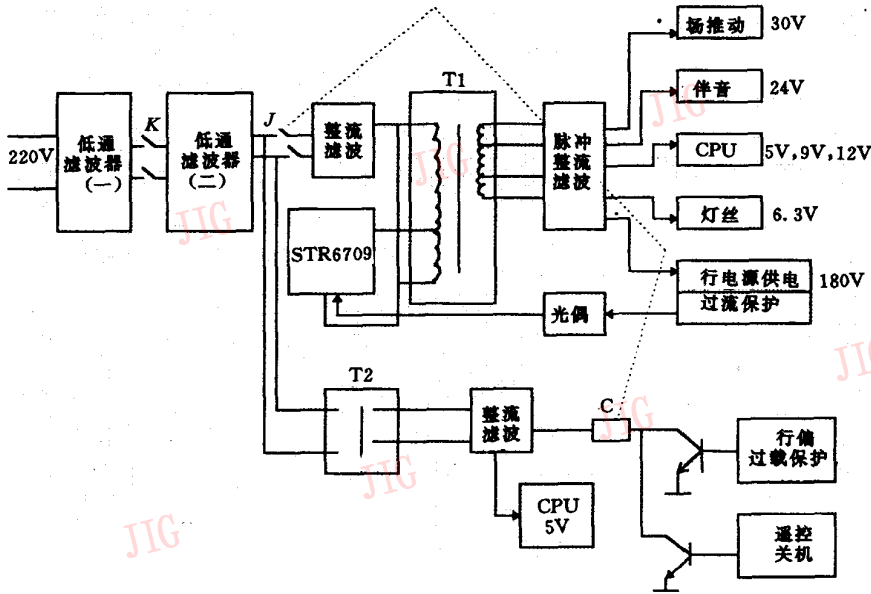 场推动 30V
T1
伴音 24V
K
J
低通
滤波器
(一)
低通
滤波器
(二)
整流
滤波
脉冲
整流
滤波
220V
CPU 5V,9V,12V
灯丝 6.3V
STR6709
行电源供电
过流保护
180V
光偶
T2
整流
滤波
C
行偏
过载保护
CPU
5V
遥控
关机
JIG
JIG
JIG
JIG
JIG
JIG
JIG